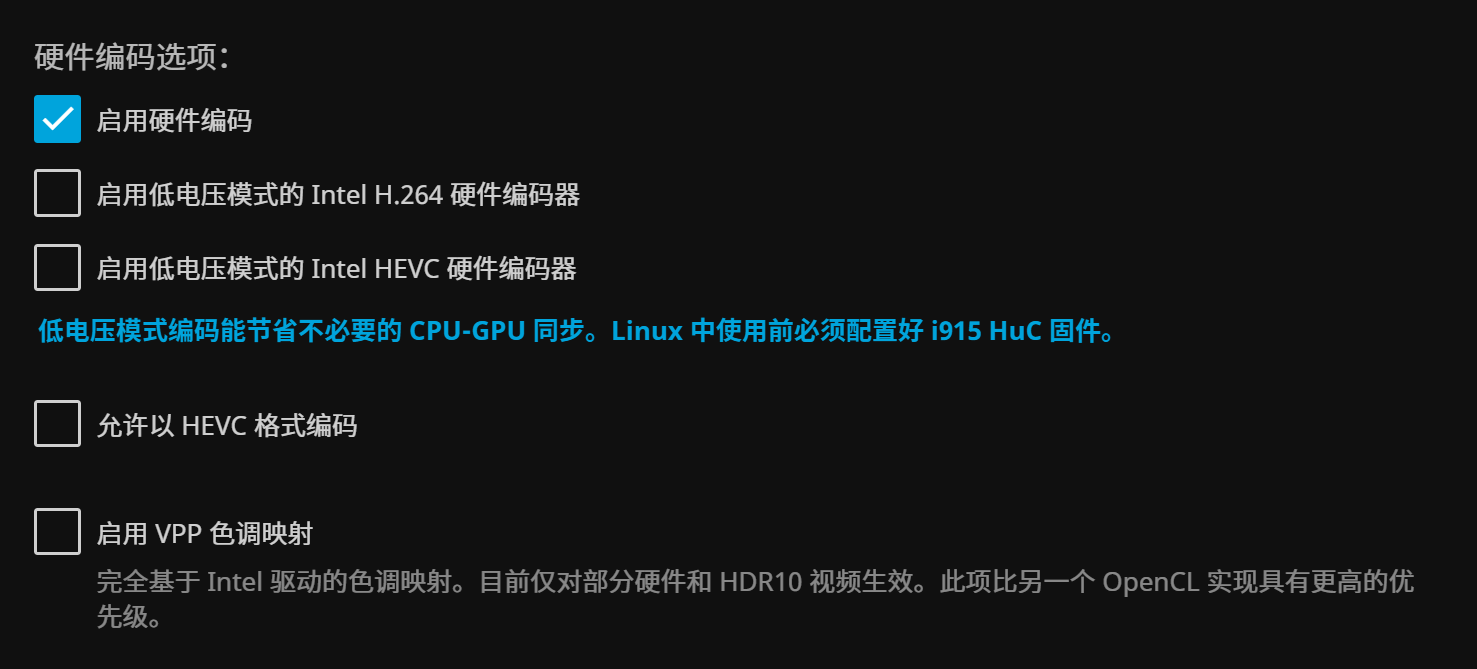 硬件编码选项：
启用硬件编码
启用低电压模式的 Intel H.264 硬件编码器
启用低电压模式的 Intel HEVC 硬件编码器
低电压模式编码能节省不必要的 CPU-GPU 同步。Linux 中使用前必须配置好 i915 HuC 固件。
允许以 HEVC 格式编码
启用 VPP 色调映射
完全基于 Intel 驱动的色调映射。目前仅对部分硬件和 HDR10 视频生效。此项比另一个 OpenCL 实现具有更高的优
先级。